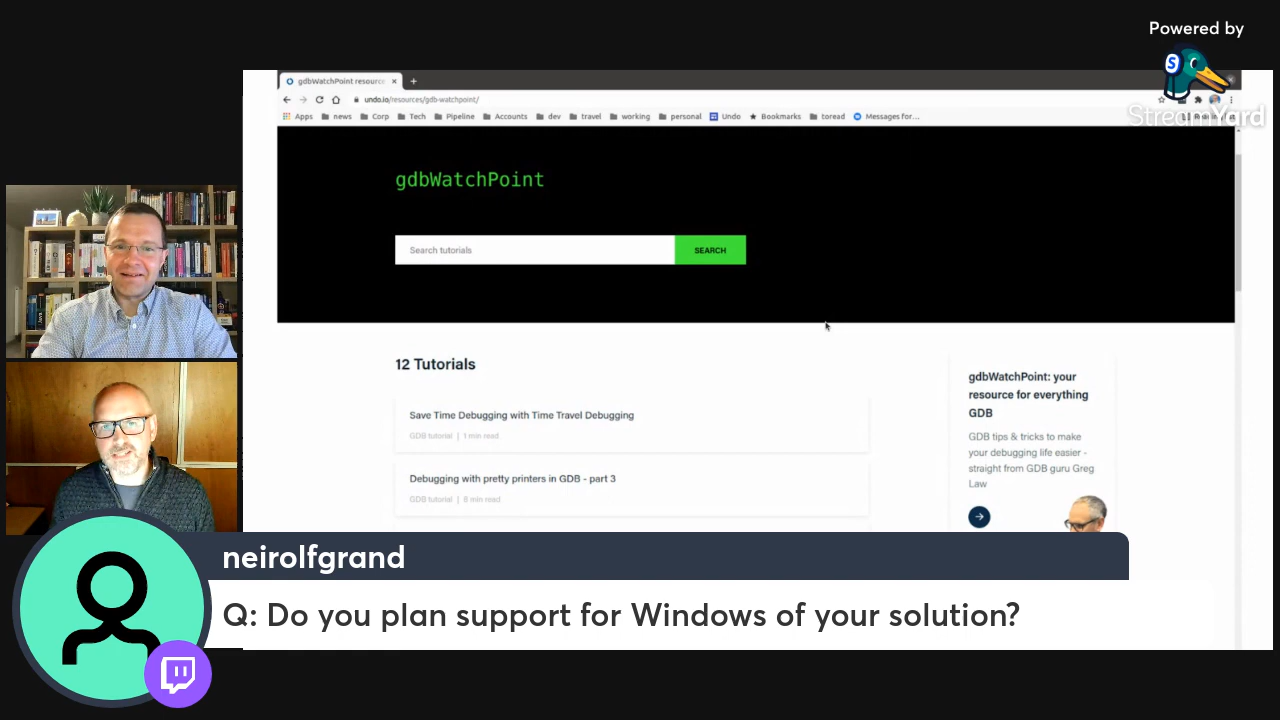 Powered by
StreamYard
gdbWatchPoint resource
undo.io/resources/gdb-watchpoint/
Apps news Corp Tech Pipeline Accounts dev travel working personal Undo Bookmarks toread Messages for...
gdbWatchPoint
Search tutorials
SEARCH
12 Tutorials
Save Time Debugging with Time Travel Debugging
GDB tutorial | 1 min read
Debugging with pretty printers in GDB - part 3
GDB tutorial | 8 min read
gdbWatchPoint: your
resource for everything
GDB
GDB tips & tricks to make
your debugging life easier -
straight from GDB guru Greg
Law
neirolfgrand
Q: Do you plan support for Windows of your solution?